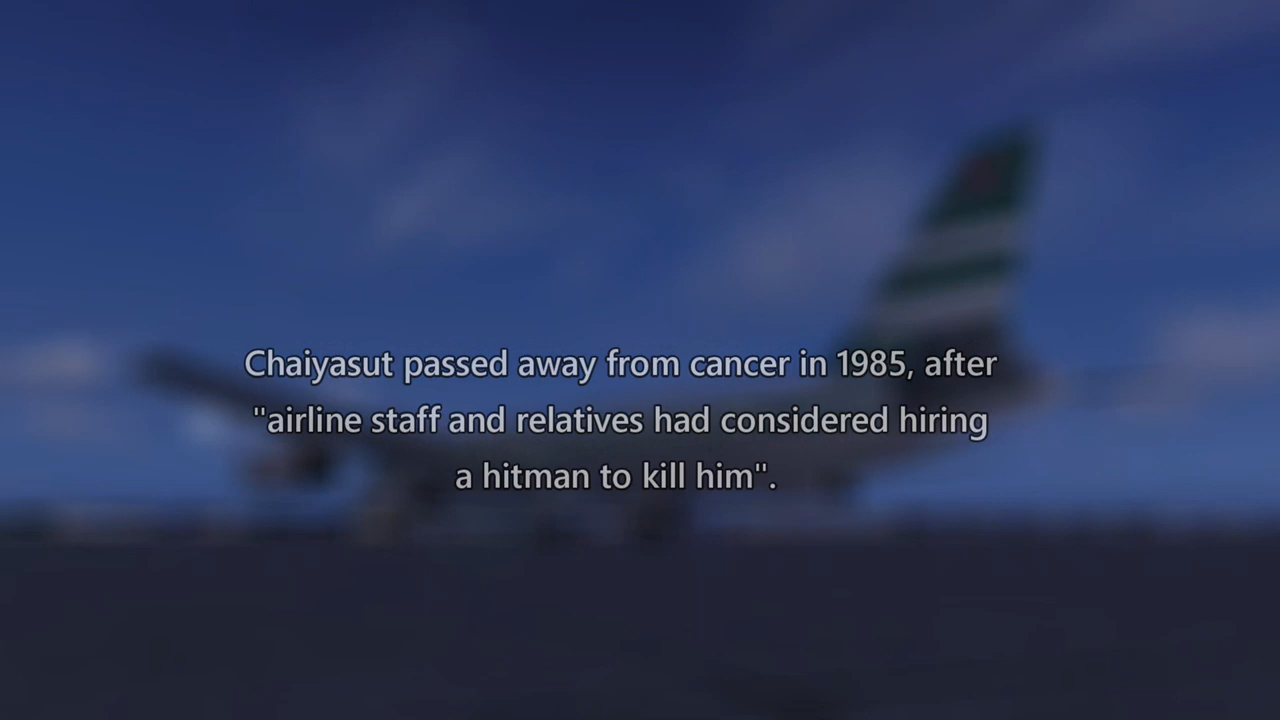 Chaiyasut passed away from cancer in 1985, after
"airline staff and relatives had considered hiring
a hitman to kill him".